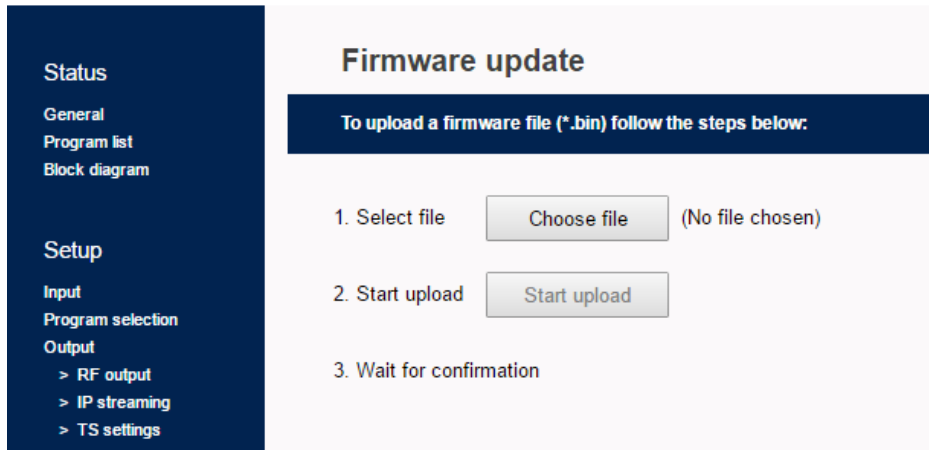 Status
General
Program list
Block diagram
Setup
Input
Program selection
Output
> RF output
> IP streaming
> TS settings
Firmware update
To upload a firmware file (*.bin) follow the steps below:
1. Select file Choose file (No file chosen)
2. Start upload Start upload
3. Wait for confirmation